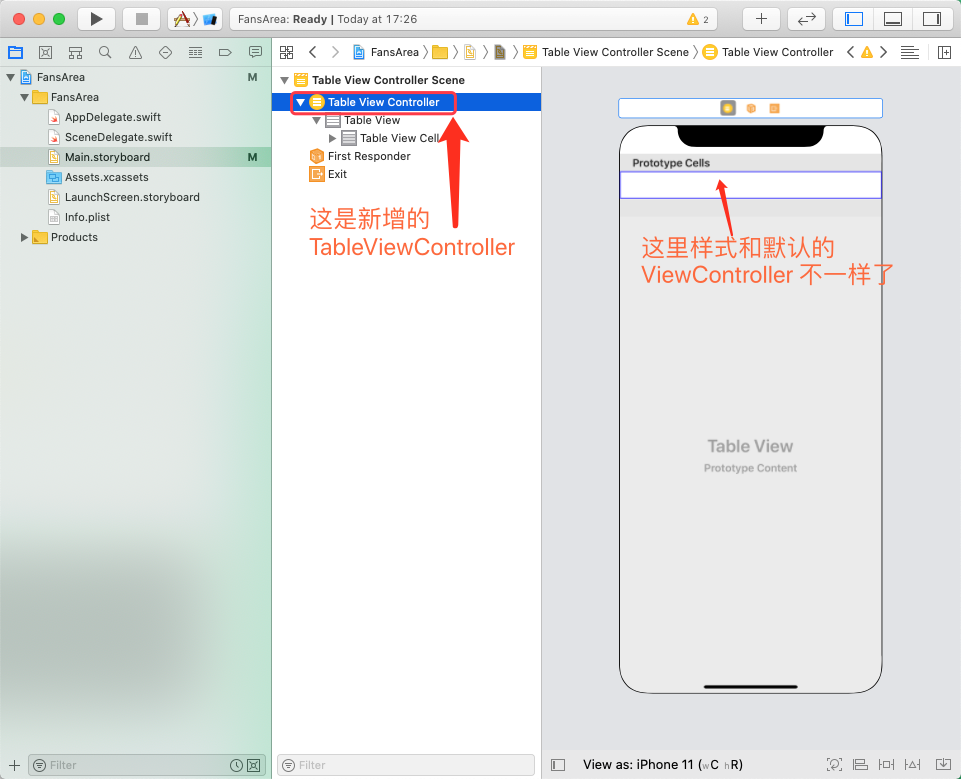 FansArea: Ready | Today at 17:26
2
FansArea
Table View Controller Scene
Table View Controller
FansArea
M
FansArea
AppDelegate.swift
SceneDelegate.swift
Main.storyboard
M
Assets.xcassets
LaunchScreen.storyboard
Info.plist
Products
Filter
Table View Controller Scene
Table View Controller
Table View
Table View Cell
First Responder
Exit
这是新增的
TableViewController
Filter
Prototype Cells
这里样式和默认的
ViewController 不一样了
Table View
Prototype Content
View as: iPhone 11 (wC hR)